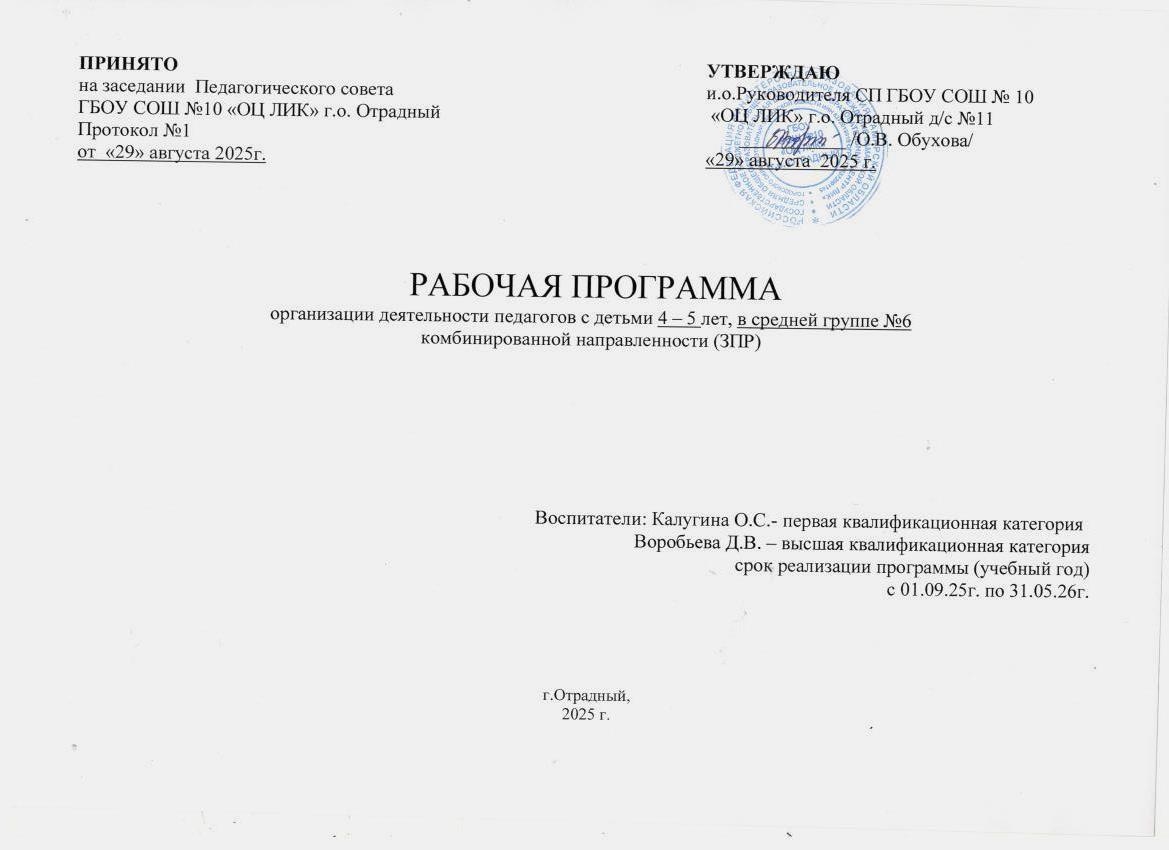 ПРИНЯТО
на заседании Педагогического совета
ГБОУ СОШ №10 «ОЦ ЛИК» г.о. Отрадный
Протокол №1
от «29» августа 2025г.
УТВЕРЖДАЮ
и.о.Руководителя СП ГБОУ СОШ № 10
«ОЦ ЛИК» г.о. Отрадный д/с №11
/О.В. Обухова/
«29» августа 2025 г.
РАБОЧАЯ ПРОГРАММА
организации деятельности педагогов с детьми 4 – 5 лет, в средней группе №6
комбинированной направленности (ЗПР)
Воспитатели: Калугина О.С.- первая квалификационная категория
Воробьева Д.В. – высшая квалификационная категория
срок реализации программы (учебный год)
с 01.09.25г. по 31.05.26г.
г.Отрадный,
2025 г.